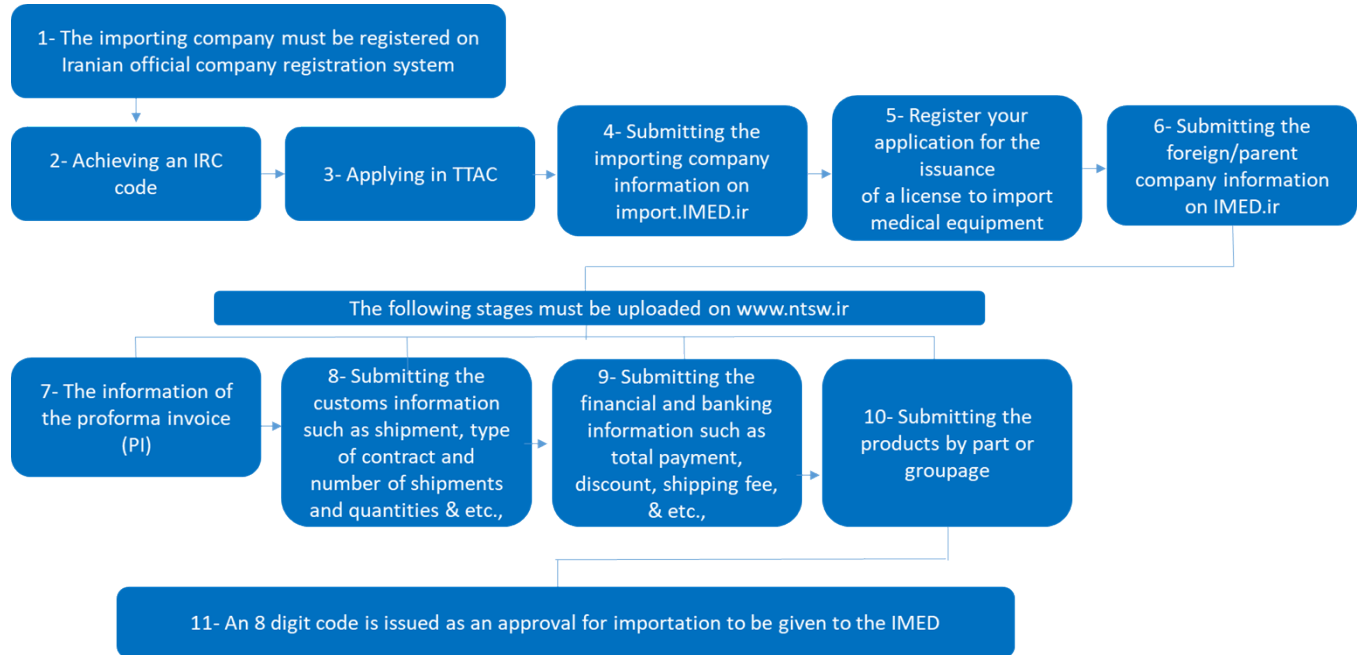 1- The importing company must be registered on
Iranian official company registration system
2- Achieving an IRC
code
3- Applying in TTAC
4- Submitting the
importing company
information on
import.IMED.ir
5- Register your
application for the
issuance
of a license to import
medical equipment
6- Submitting the
foreign/parent
company information
on IMED.ir
The following stages must be uploaded on www.ntsw.ir
7- The information of
the proforma invoice
(PI)
8- Submitting the
customs information
such as shipment, type
of contract and
number of shipments
and quantities & etc.,
9- Submitting the
financial and banking
information such as
total payment,
discount, shipping fee,
& etc.,
10- Submitting the
products by part or
groupage
11- An 8 digit code is issued as an approval for importation to be given to the IMED